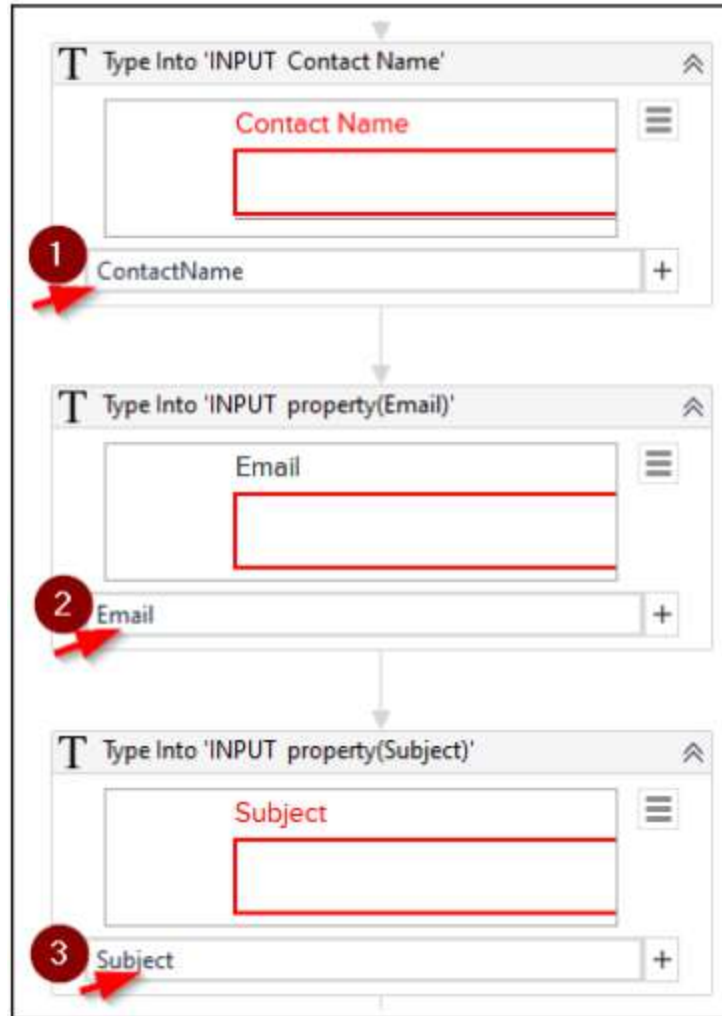 T Type Into 'INPUT Contact Name'
Contact Name
1
ContactName
+
T Type Into 'INPUT property(Email)'
Email
2
Email
+
T Type Into 'INPUT property(Subject)'
Subject
3
Subject
+